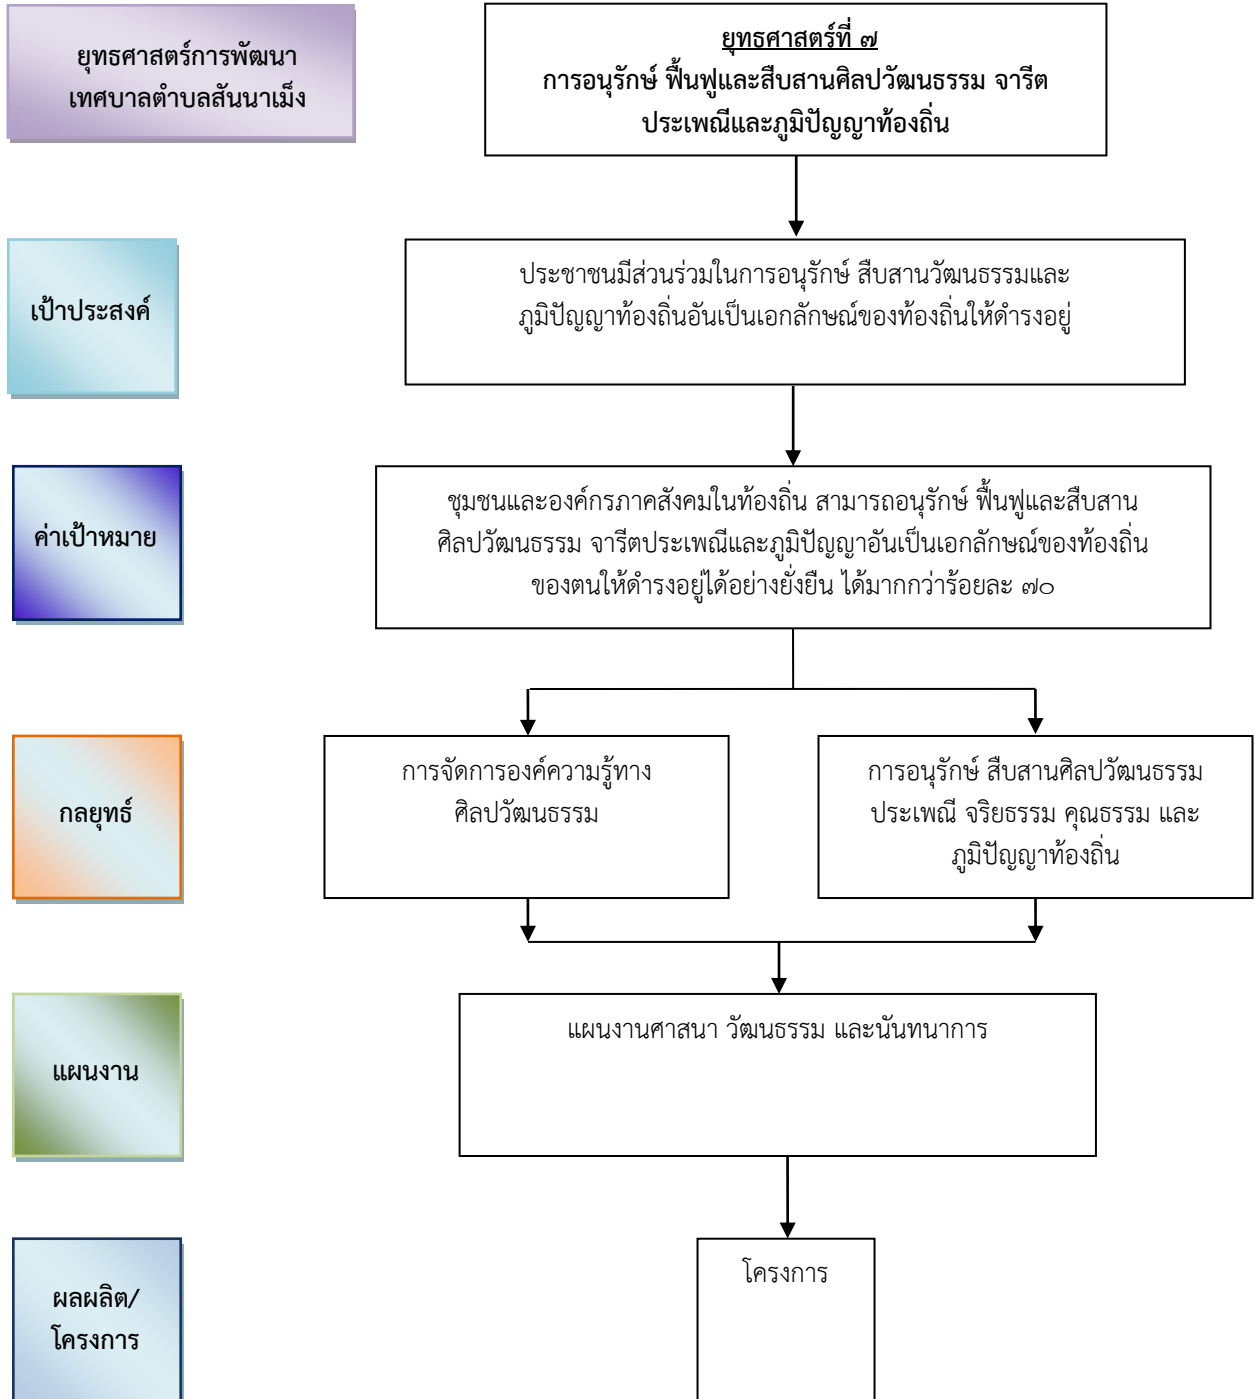 ยุทธศาสตร์การพัฒนา
เทศบาลตำบลสันนาเม็ง
ยุทธศาสตร์ที่ ๗
การอนุรักษ์ ฟื้นฟูและสืบสานศิลปวัฒนธรรม จารีต
ประเพณีและภูมิปัญญาท้องถิ่น
เป้าประสงค์
ประชาชนมีส่วนร่วมในการอนุรักษ์ สืบสานวัฒนธรรมและ
ภูมิปัญญาท้องถิ่นอันเป็นเอกลักษณ์ของท้องถิ่นให้ดำรงอยู่
ค่าเป้าหมาย
ชุมชนและองค์กรภาคสังคมในท้องถิ่น สามารถอนุรักษ์ ฟื้นฟูและสืบสาน
ศิลปวัฒนธรรม จารีตประเพณีและภูมิปัญญาอันเป็นเอกลักษณ์ของท้องถิ่น
ของตนให้ดำรงอยู่ได้อย่างยั่งยืน ได้มากกว่าร้อยละ ๗๐
กลยุทธ์
การจัดการองค์ความรู้ทาง
ศิลปวัฒนธรรม
การอนุรักษ์ สืบสานศิลปวัฒนธรรม
ประเพณี จริยธรรม คุณธรรม และ
ภูมิปัญญาท้องถิ่น
แผนงาน
แผนงานศาสนา วัฒนธรรม และนันทนาการ
ผลผลิต/
โครงการ
โครงการ